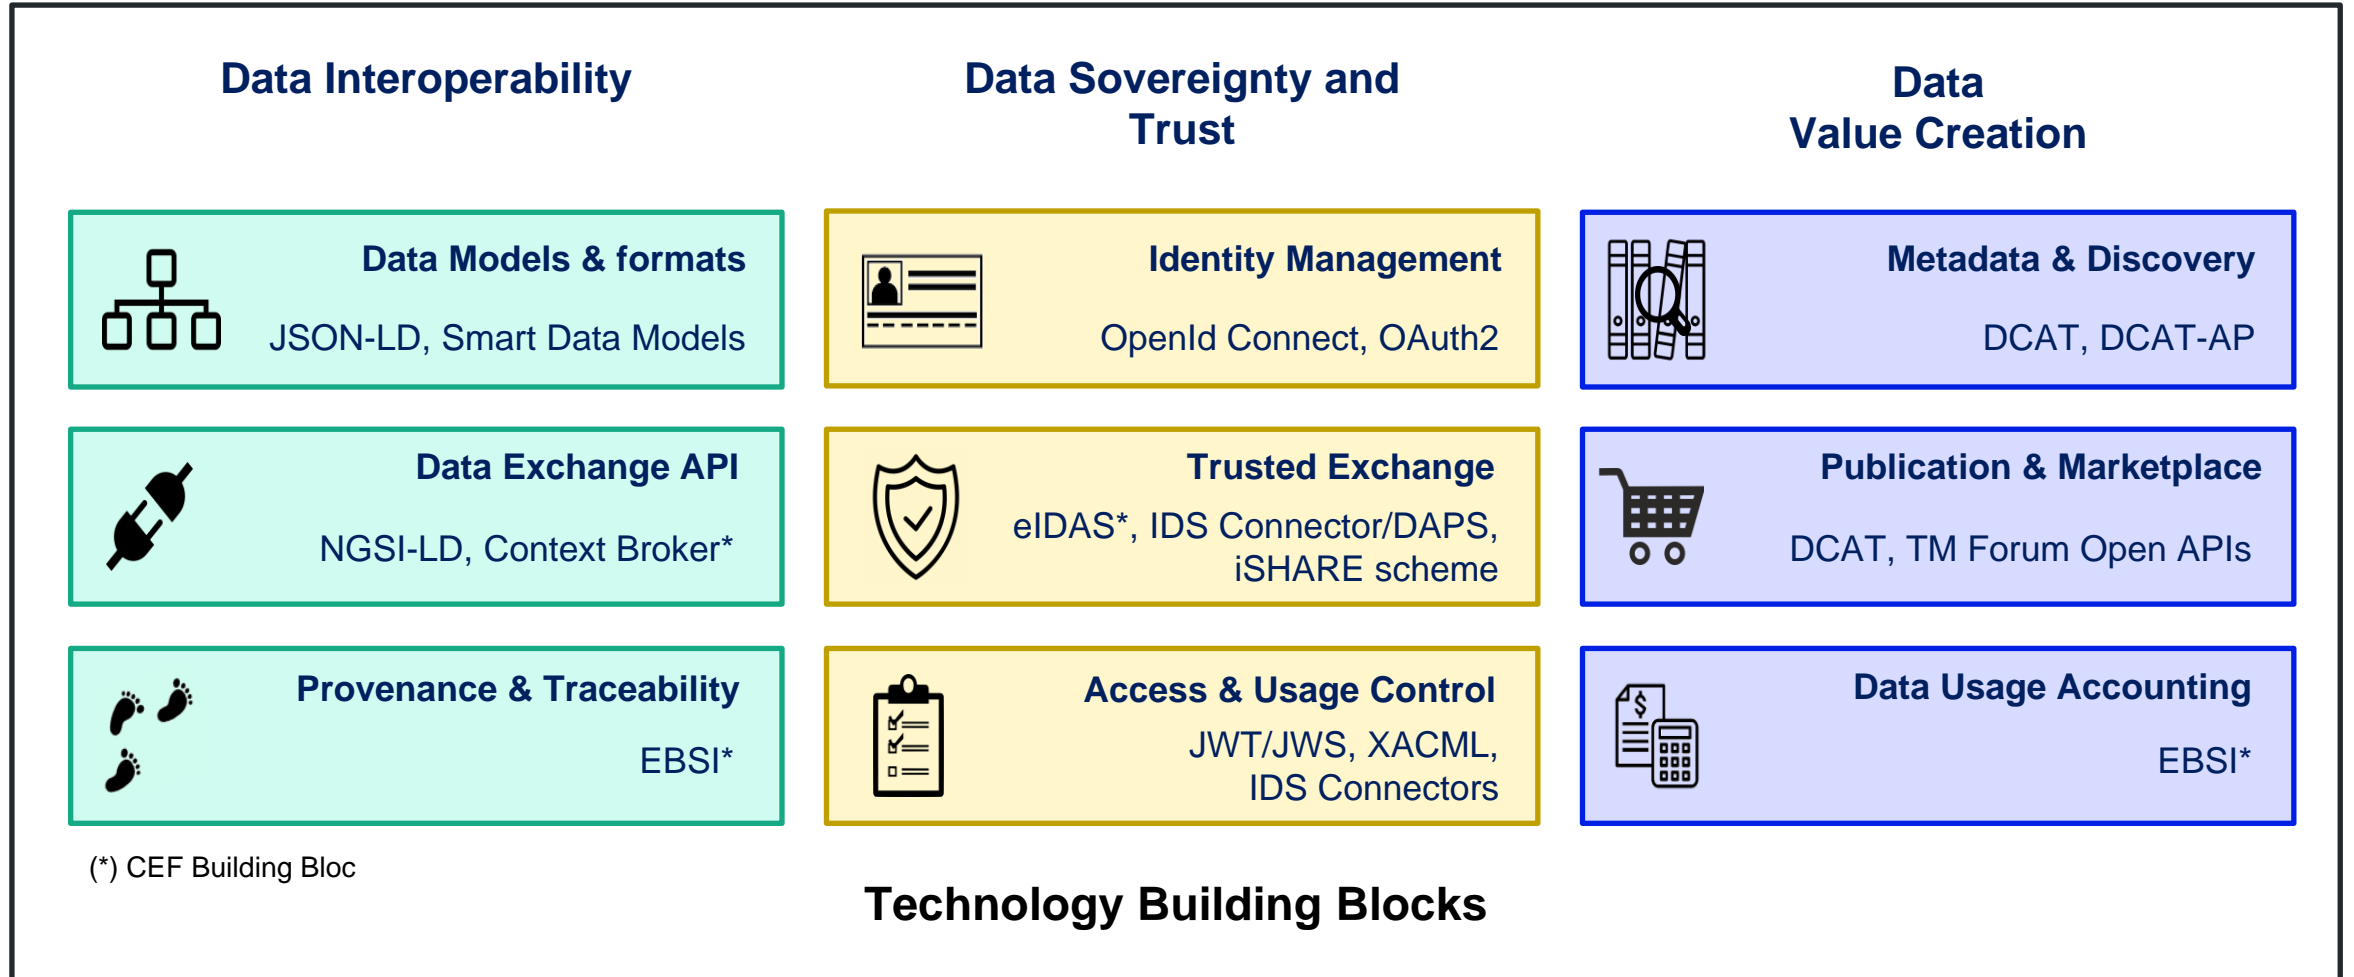 Data Interoperability
Data Sovereignty and
Trust
Data
Value Creation
Data Models & formats
JSON-LD, Smart Data Models
Identity Management
OpenId Connect, OAuth2
Metadata & Discovery
DCAT, DCAT-AP
Data Exchange API
NGSI-LD, Context Broker*
Trusted Exchange
eIDAS*, IDS Connector/DAPS,
iSHARE scheme
Publication & Marketplace
DCAT, TM Forum Open APIs
Provenance & Traceability
EBSI*
Access & Usage Control
JWT/JWS, XACML,
IDS Connectors
Data Usage Accounting
$
EBSI*
(*) CEF Building Bloc
Technology Building Blocks